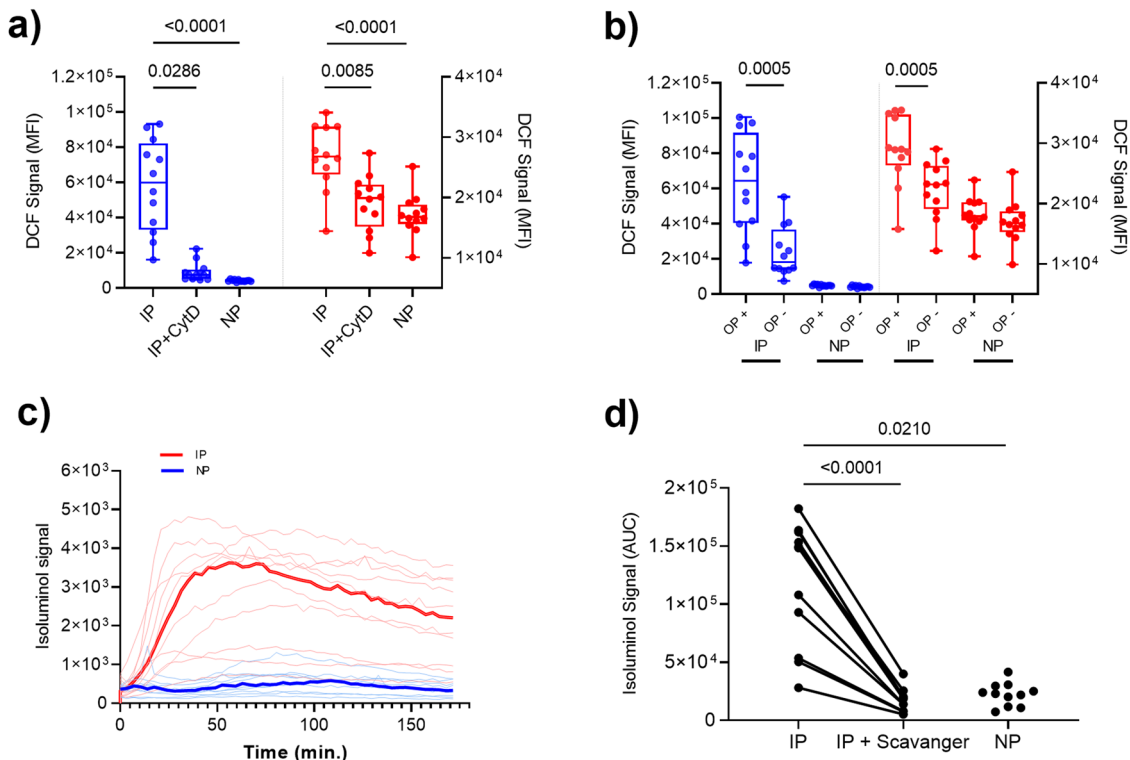 a)
<0.0001
<0.0001
0.0286
0.0085
1.2×10⁵
1×10⁵
8×10⁴
6×10⁴
4×10⁴
2×10⁴
0
DCF Signal (MFI)
4×10⁴
3×10⁴
2×10⁴
1×10⁴
DCF Signal (MFI)
IP
IP+CytD
NP
IP
IP+CytD
NP
b)
0.0005
0.0005
1.2×10⁵
1×10⁵
8×10⁴
6×10⁴
4×10⁴
2×10⁴
0
DCF Signal (MFI)
4×10⁴
3×10⁴
2×10⁴
1×10⁴
DCF Signal (MFI)
OP+
OP-
OP+
OP-
OP+
OP-
OP+
OP-
IP
NP
IP
NP
c)
IP
NP
6×10³
5×10³
4×10³
3×10³
2×10³
1×10³
0
Isoluminol signal
0
50
100
150
Time (min.)
d)
0.0210
<0.0001
2×10⁵
1.5×10⁵
1×10⁵
5×10⁴
0
Isoluminol Signal (AUC)
IP
IP + Scavanger
NP